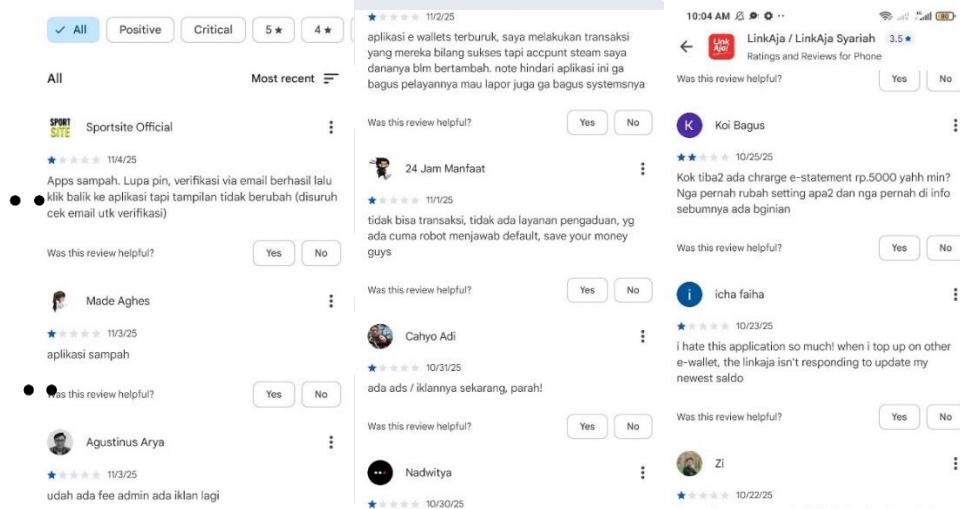 All
Positive
Critical
5★
4★
All
Most recent
SPORT
SITE
Sportsite Official
11/4/25
Apps sampah. Lupa pin, verifikasi via email berhasil lalu
klik balik ke aplikasi tapi tampilan tidak berubah (disuruh
cek email utk verifikasi)
Was this review helpful?
Yes
No
Made Aghes
11/3/25
aplikasi sampah
Was this review helpful?
Yes
No
Agustinus Arya
11/3/25
udah ada fee admin ada iklan lagi
11/2/25
aplikasi e wallets terburuk, saya melakukan transaksi
yang mereka bilang sukses tapi accpunt steam saya
dananya blm bertambah. note hindari aplikasi ini ga
bagus pelayannya mau lapor juga ga bagus systemsnya
Was this review helpful?
Yes
No
24 Jam Manfaat
11/1/25
tidak bisa transaksi, tidak ada layanan pengaduan, yg
ada cuma robot menjawab default, save your money
guys
Was this review helpful?
Yes
No
Cahyo Adi
10/31/25
ada ads / iklannya sekarang, parah!
Was this review helpful?
Yes
No
Nadwitya
10/30/25
10:04 AM
LinkAja!
LinkAja / LinkAja Syariah 3.5★
Ratings and Reviews for Phone
Was this review helpful?
Yes
No
K
Koi Bagus
10/25/25
Kok tiba2 ada chrarge e-statement rp.5000 yahh min?
Nga pernah rubah setting apa2 dan nga pernah di info
sebumnya ada bginian
Was this review helpful?
Yes
No
i
icha faiha
10/23/25
i hate this application so much! when i top up on other
e-wallet, the linkaja isn't responding to update my
newest saldo
Was this review helpful?
Yes
No
Zi
10/22/25